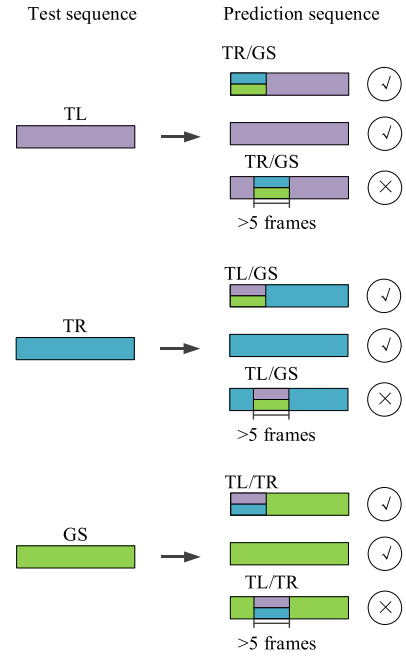 Test sequence Prediction sequence
TR/GS
√
TL
√
TR/GS
×
>5 frames
TL/GS
√
TR
√
TL/GS
×
>5 frames
TL/TR
√
GS
√
TL/TR
×
>5 frames